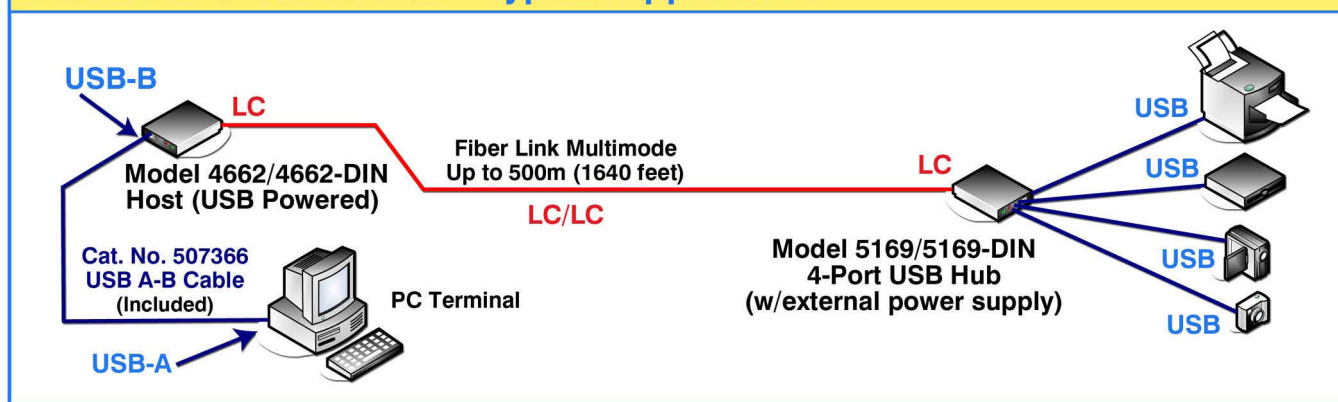 USB-B
LC
Model 4662/4662-DIN
Host (USB Powered)
Cat. No. 507366
USB A-B Cable
(Included)
USB-A
PC Terminal
Fiber Link Multimode
Up to 500m (1640 feet)
LC/LC
LC
Model 5169/5169-DIN
4-Port USB Hub
(w/external power supply)
USB
USB
USB
USB